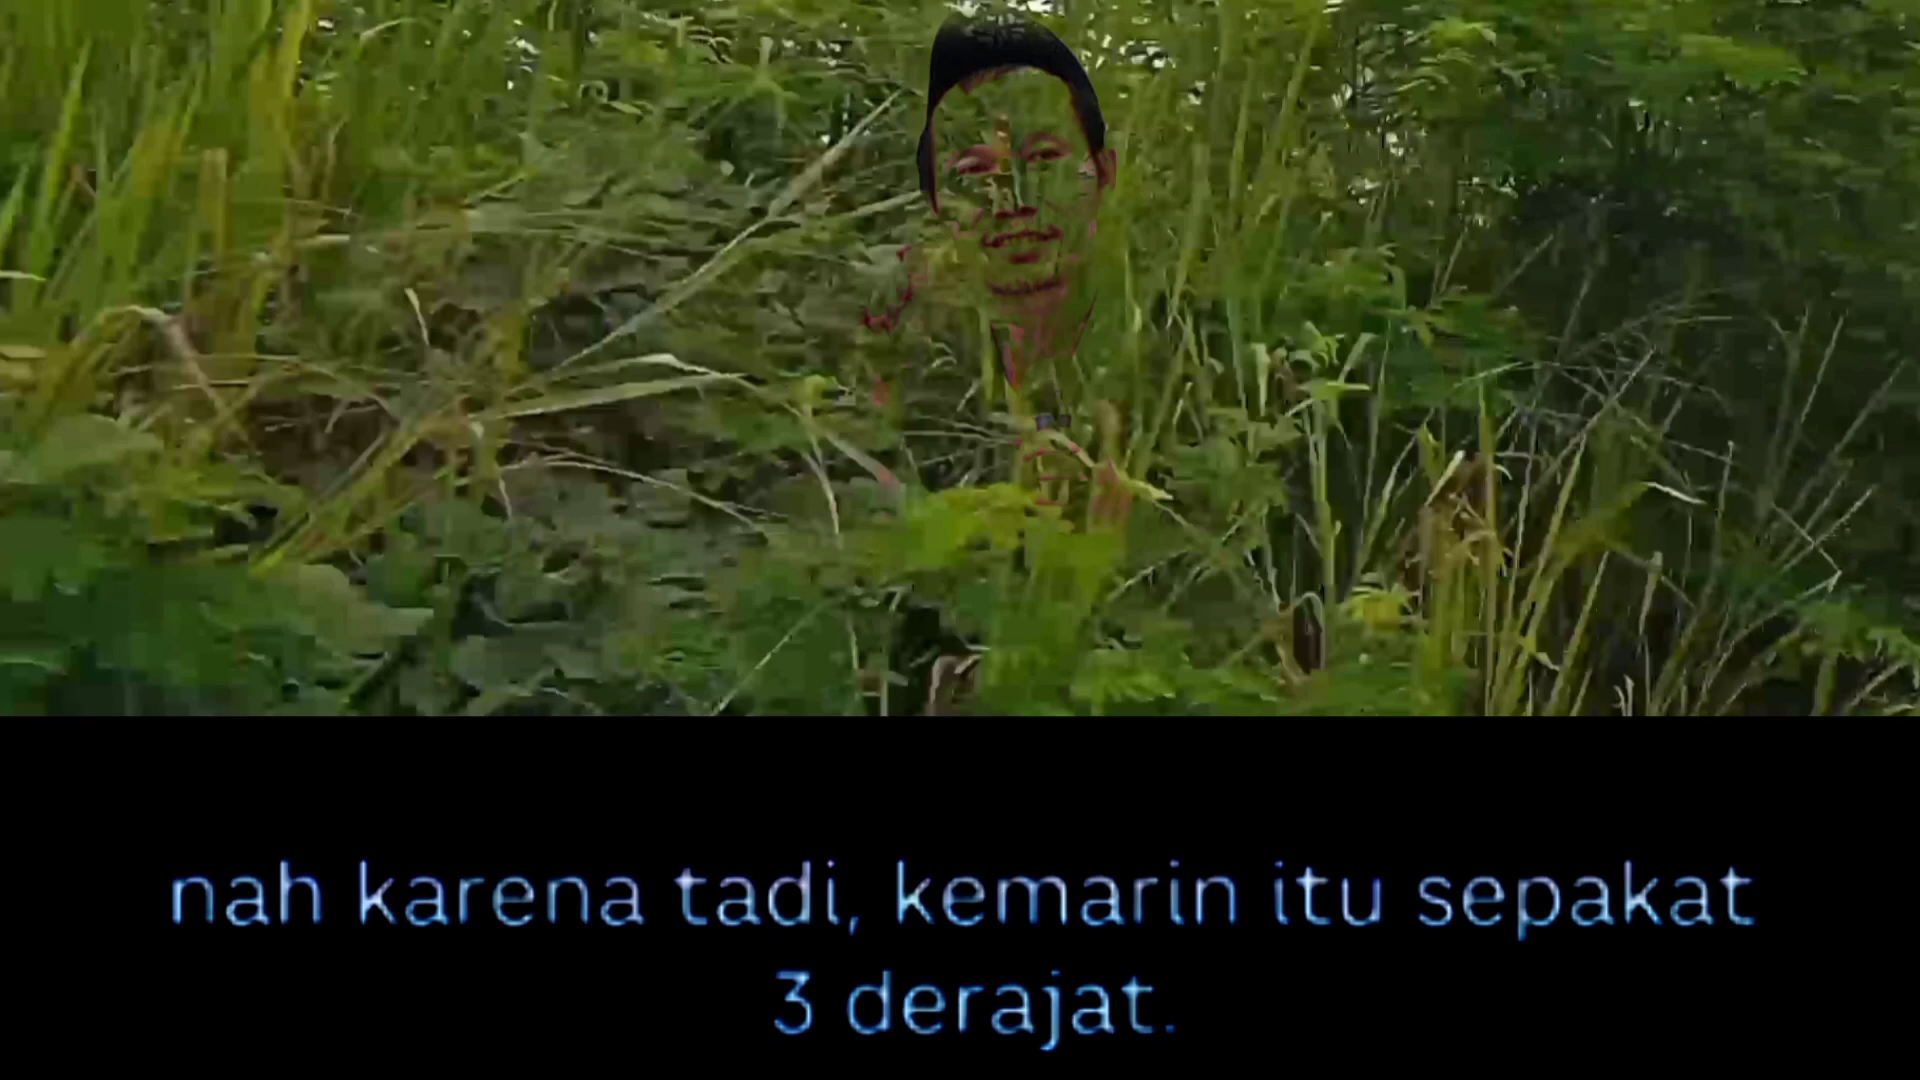 nah karena tadi, kemarin itu sepakat
3 derajat.